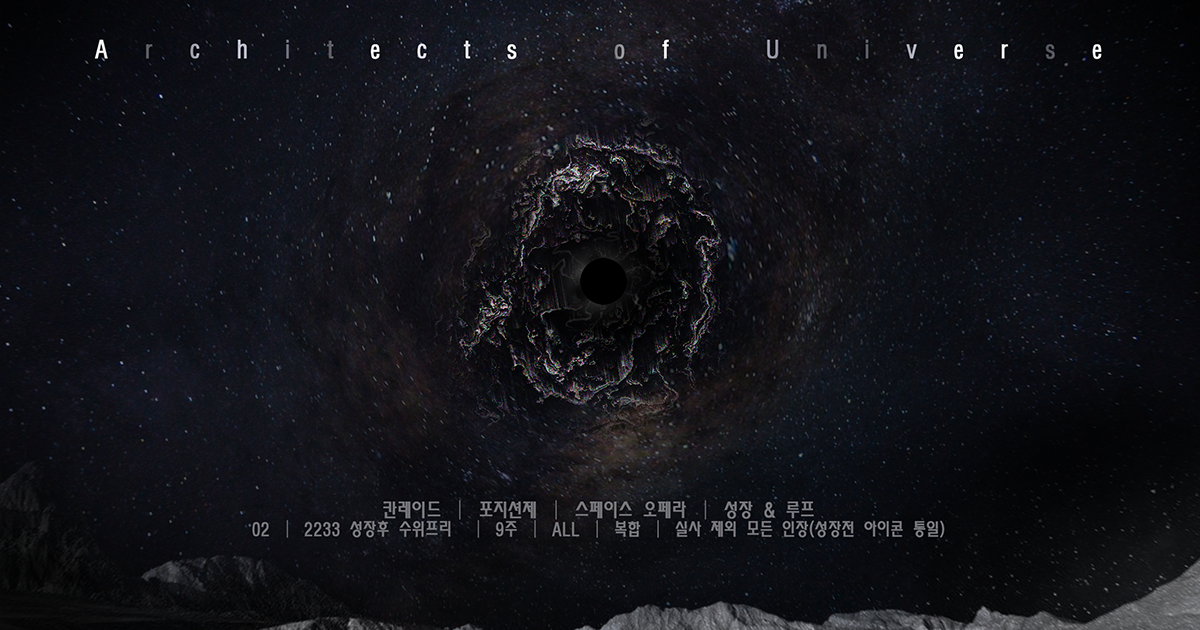 Architects of Universe
칸레이드 | 포지션제 | 스페이스 오페라 | 성장 & 루프
02 | 2233 성장후 수위프리 | 9주 | ALL | 복합 | 실사 제외 모든 인장(성장전 아이콘 통일)